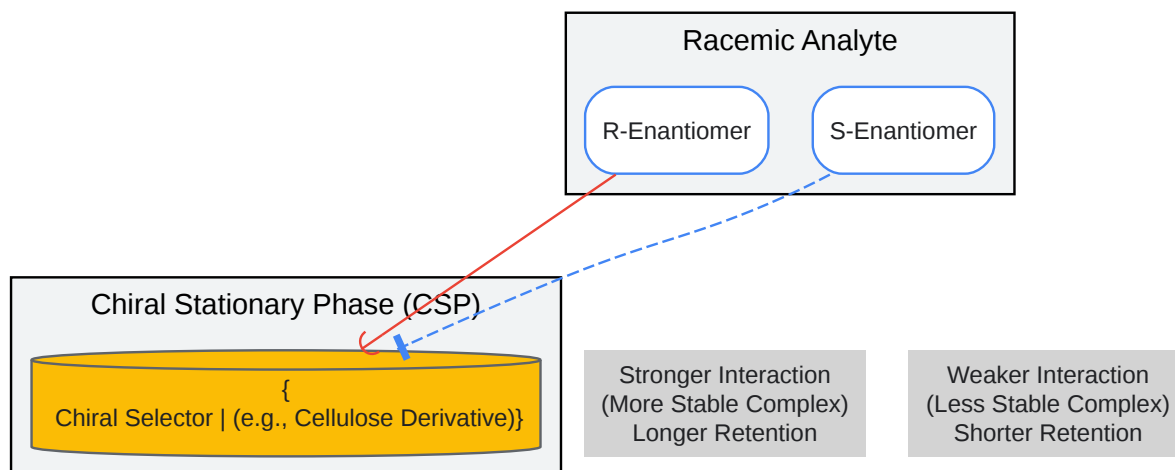 Racemic Analyte
R-Enantiomer
S-Enantiomer
Chiral Stationary Phase (CSP)
{
Chiral Selector | (e.g., Cellulose Derivative)}
Stronger Interaction
(More Stable Complex)
Longer Retention
Weaker Interaction
(Less Stable Complex)
Shorter Retention